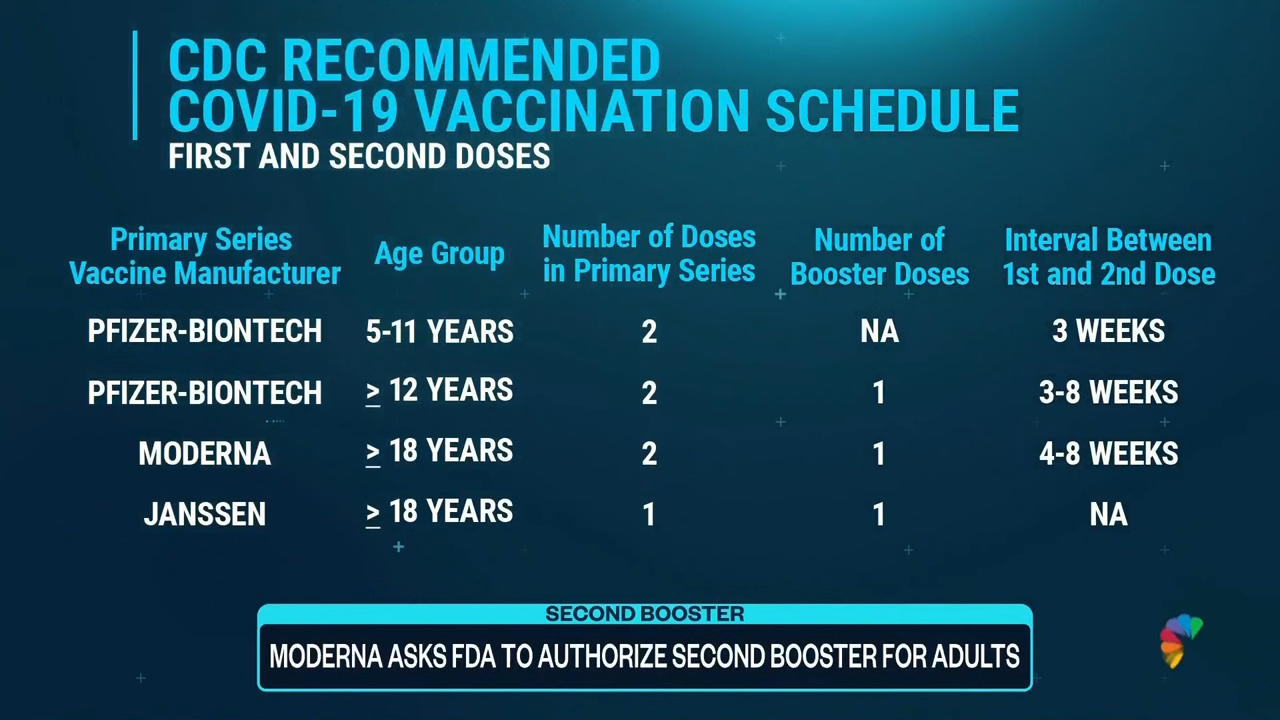 CDC RECOMMENDED
COVID-19 VACCINATION SCHEDULE
FIRST AND SECOND DOSES
Primary Series
Vaccine Manufacturer
Age Group
Number of Doses
in Primary Series
Number of
Booster Doses
Interval Between
1st and 2nd Dose
PFIZER-BIONTECH 5-11 YEARS 2 NA 3 WEEKS
PFIZER-BIONTECH ≥ 12 YEARS 2 1 3-8 WEEKS
MODERNA ≥ 18 YEARS 2 1 4-8 WEEKS
JANSSEN ≥ 18 YEARS 1 1 NA
SECOND BOOSTER
MODERNA ASKS FDA TO AUTHORIZE SECOND BOOSTER FOR ADULTS